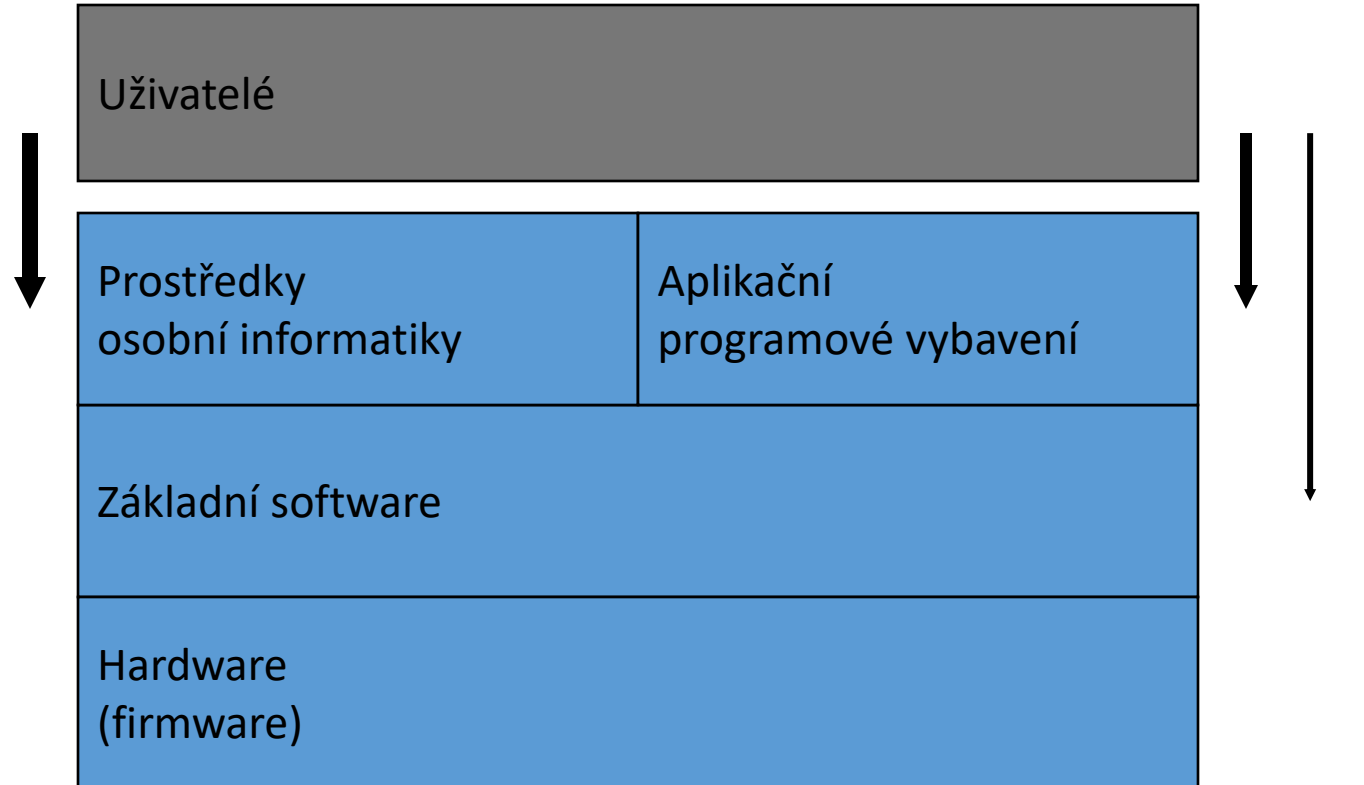 Uživatelé
Prostředky
osobní informatiky
Aplikační
programové vybavení
Základní software
Hardware
(firmware)